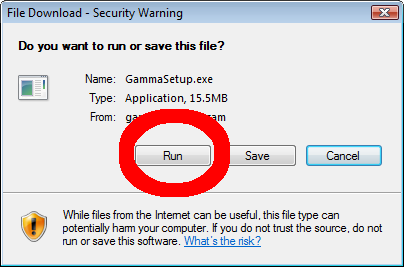 File Download - Security Warning
Do you want to run or save this file?
Name: GammaSetup.exe
Type: Application, 15.5MB
From:
Run Save Cancel
While files from the Internet can be useful, this file type can
potentially harm your computer. If you do not trust the source, do not
run or save this software. What's the risk?